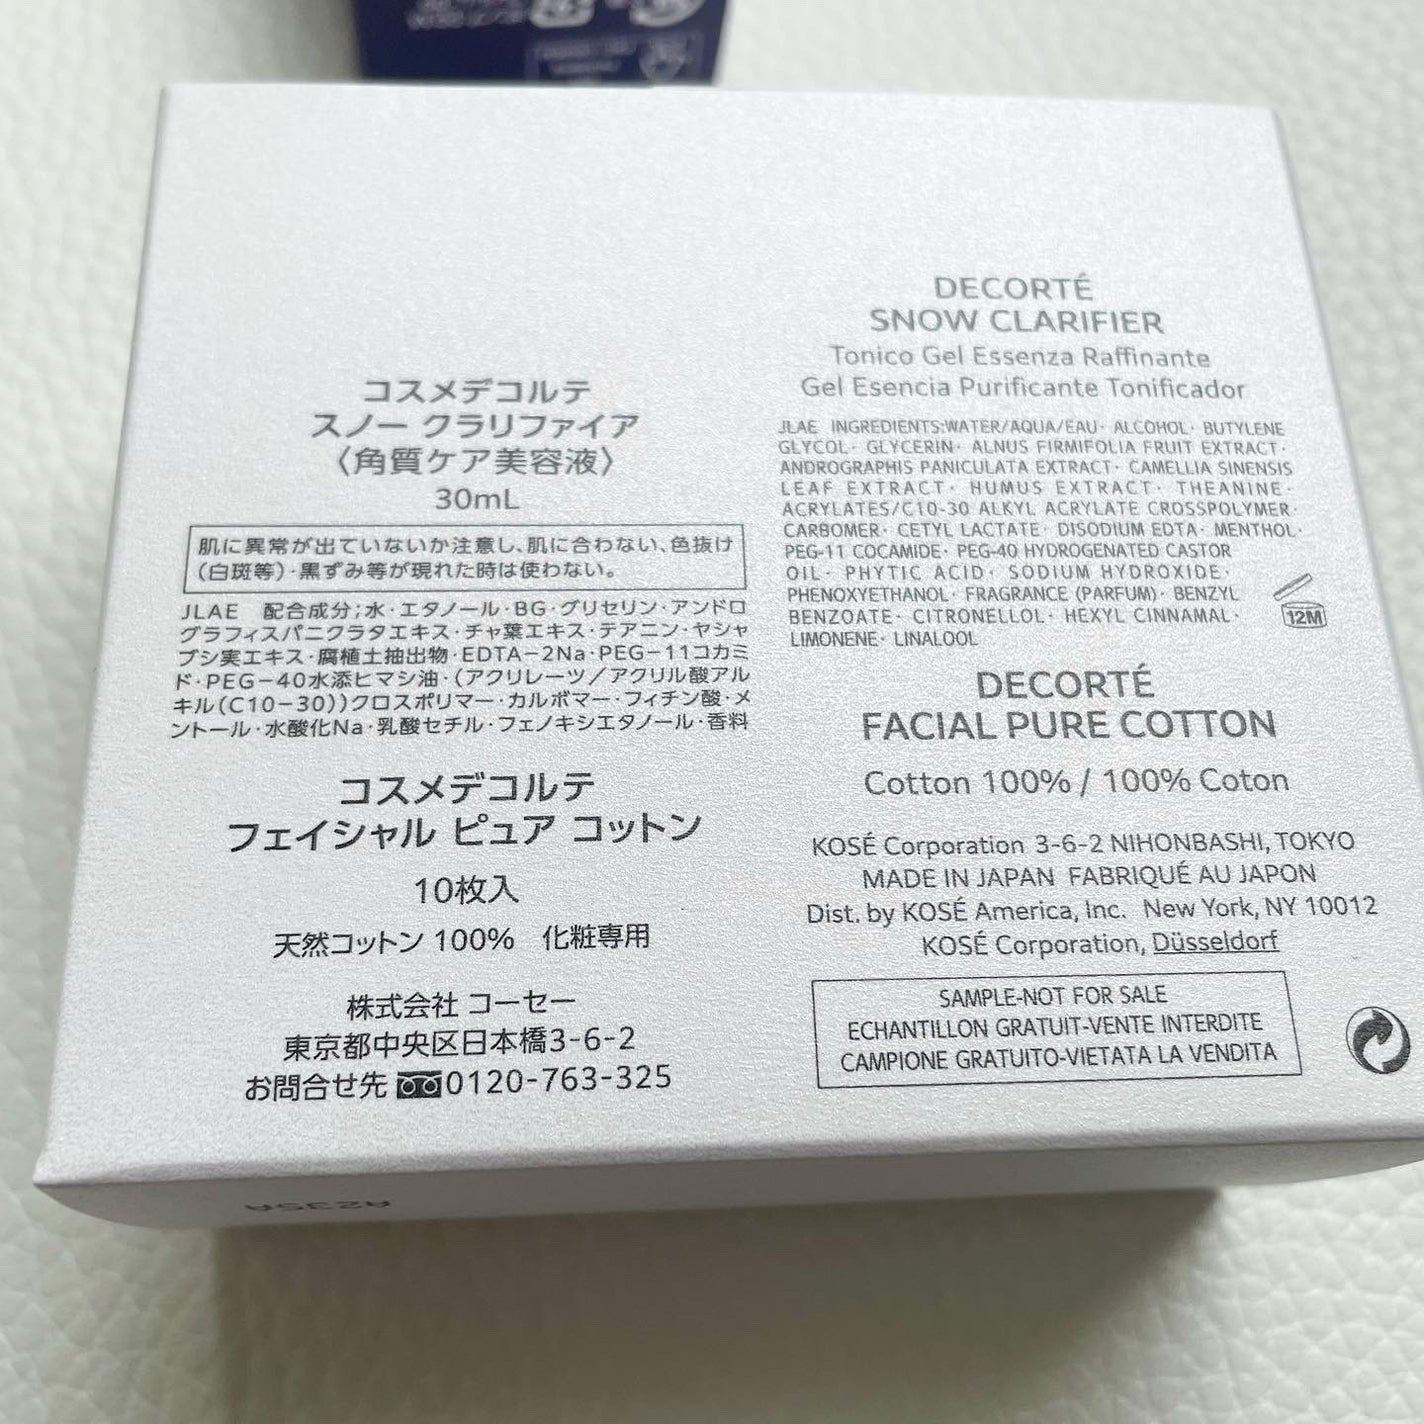 コスメデコルテ
スノー クラリファイア
〈角質ケア美容液〉
30mL
肌に異常が出ていないか注意し、肌に合わない、色抜け
(白斑等)・黒ずみ等が現れた時は使わない。
JLAE 配合成分;水・エタノール・BG・グリセリン・アンドロ
グラフィスパニクラタエキス・チャ葉エキス・テアニン・ヤシャ
ブシ実エキス・腐植土抽出物・EDTA-2Na・PEG-11コカミ
ド・PEG-40水添ヒマシ油・(アクリレーツ/アクリル酸アル
キル(C10-30))クロスポリマー・カルボマー・フィチン酸・メ
ントール・水酸化Na・乳酸セチル・フェノキシエタノール・香料
コスメデコルテ
フェイシャル ピュア コットン
10枚入
天然コットン 100% 化粧専用
株式会社 コーセー
東京都中央区日本橋3-6-2
お問合せ先 0120-763-325
DECORTÉ
SNOW CLARIFIER
Tonico Gel Essenza Raffinante
Gel Esencia Purificante Tonificador
JLAE INGREDIENTS:WATER/AQUA/EAU· ALCOHOL· BUTYLENE
GLYCOL· GLYCERIN· ALNUS FIRMIFOLIA FRUIT EXTRACT·
ANDROGRAPHIS PANICULATA EXTRACT· CAMELLIA SINENSIS
LEAF EXTRACT· HUMUS EXTRACT· THEANINE·
ACRYLATES/C10-30 ALKYL ACRYLATE CROSSPOLYMER·
CARBOMER· CETYL LACTATE· DISODIUM EDTA· MENTHOL·
PEG-11 COCAMIDE· PEG-40 HYDROGENATED CASTOR
OIL· PHYTIC ACID· SODIUM HYDROXIDE·
PHENOXYETHANOL· FRAGRANCE (PARFUM)· BENZYL
BENZOATE· CITRONELLOL· HEXYL CINNAMAL·
LIMONENE· LINALOOL
12M
DECORTÉ
FACIAL PURE COTTON
Cotton 100% / 100% Coton
KOSÉ Corporation 3-6-2 NIHONBASHI, TOKYO
MADE IN JAPAN FABRIQUÉ AU JAPON
Dist. by KOSÉ America, Inc. New York, NY 10012
KOSÉ Corporation, Düsseldorf
SAMPLE-NOT FOR SALE
ECHANTILLON GRATUIT-VENTE INTERDITE
CAMPIONE GRATUITO-VIETATA LA VENDITA
A235A